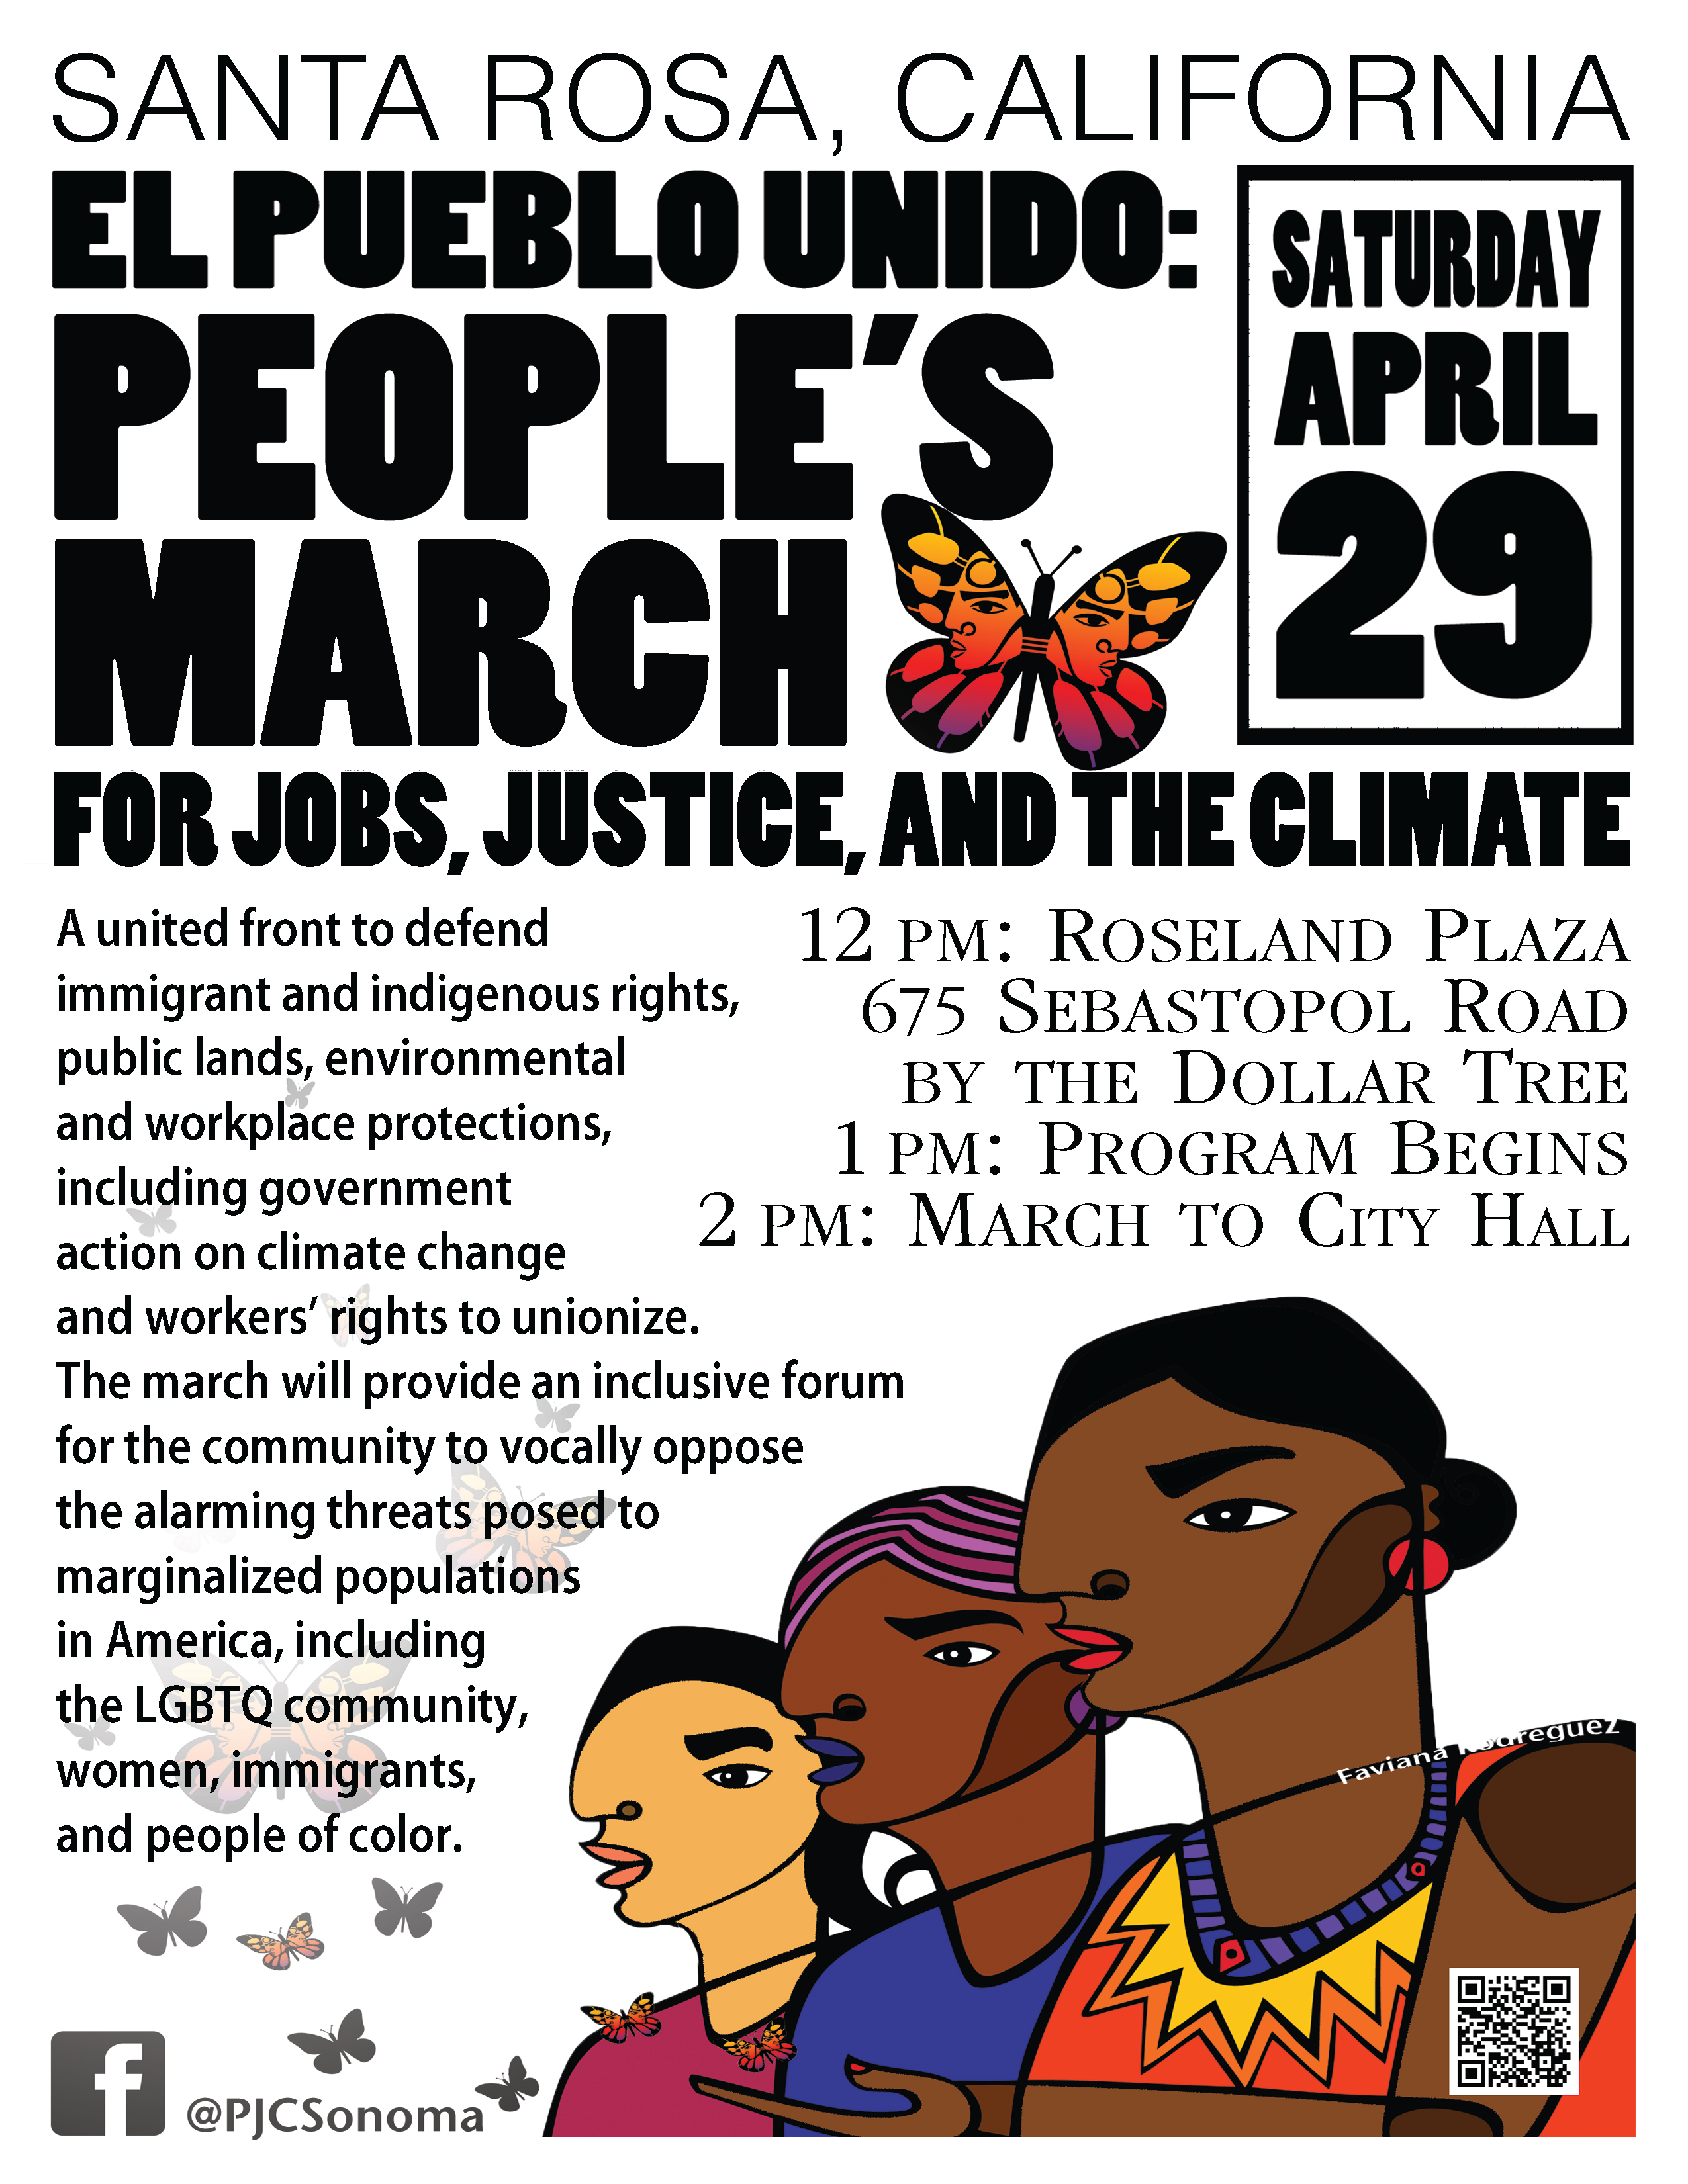 SANTA ROSA, CALIFORNIA
EL PUEBLO UNIDO:
PEOPLE'S
MARCH
SATURDAY
APRIL
29
FOR JOBS, JUSTICE, AND THE CLIMATE
A united front to defend
immigrant and indigenous rights,
public lands, environmental
and workplace protections,
including government
action on climate change
and workers' rights to unionize.
The march will provide an inclusive forum
for the community to vocally oppose
the alarming threats posed to
marginalized populations
in America, including
the LGBTQ community,
women, immigrants,
and people of color.
12 PM: ROSELAND PLAZA
675 SEBASTOPOL ROAD
BY THE DOLLAR TREE
1 PM: PROGRAM BEGINS
2 PM: MARCH TO CITY HALL
Faviana Rodreguez
f
@PJCSonoma